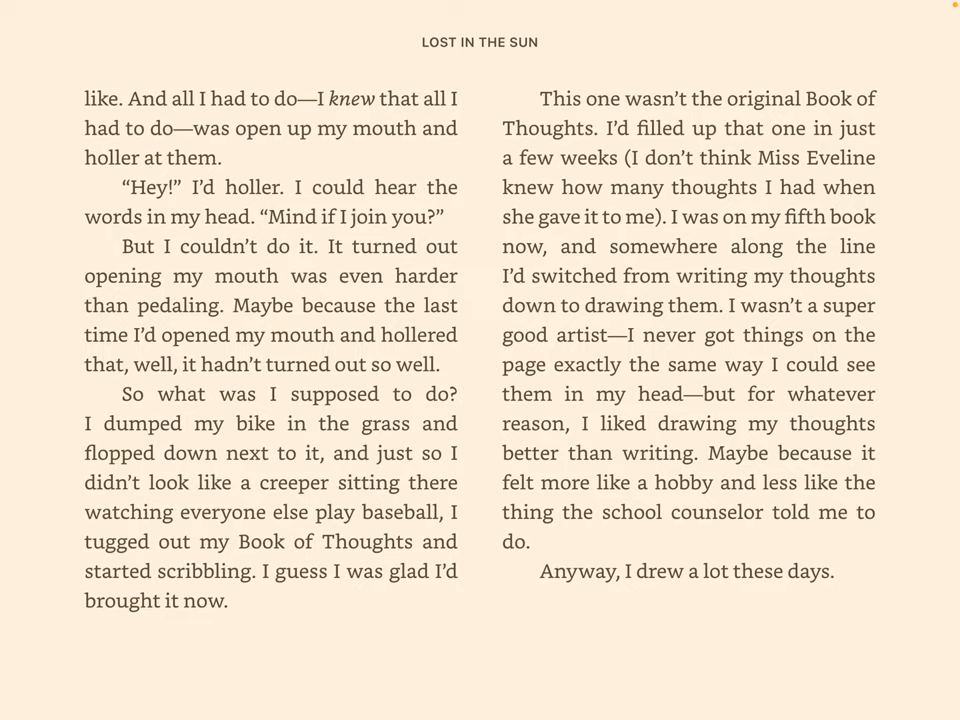 LOST IN THE SUN
like. And all I had to do—I knew that all I
had to do—was open up my mouth and
holler at them.
“Hey!” I’d holler. I could hear the
words in my head. “Mind if I join you?”
But I couldn’t do it. It turned out
opening my mouth was even harder
than pedaling. Maybe because the last
time I’d opened my mouth and hollered
that, well, it hadn’t turned out so well.
So what was I supposed to do?
I dumped my bike in the grass and
flopped down next to it, and just so I
didn’t look like a creeper sitting there
watching everyone else play baseball, I
tugged out my Book of Thoughts and
started scribbling. I guess I was glad I’d
brought it now.
This one wasn’t the original Book of
Thoughts. I’d filled up that one in just
a few weeks (I don’t think Miss Eveline
knew how many thoughts I had when
she gave it to me). I was on my fifth book
now, and somewhere along the line
I’d switched from writing my thoughts
down to drawing them. I wasn’t a super
good artist—I never got things on the
page exactly the same way I could see
them in my head—but for whatever
reason, I liked drawing my thoughts
better than writing. Maybe because it
felt more like a hobby and less like the
thing the school counselor told me to
do.
Anyway, I drew a lot these days.